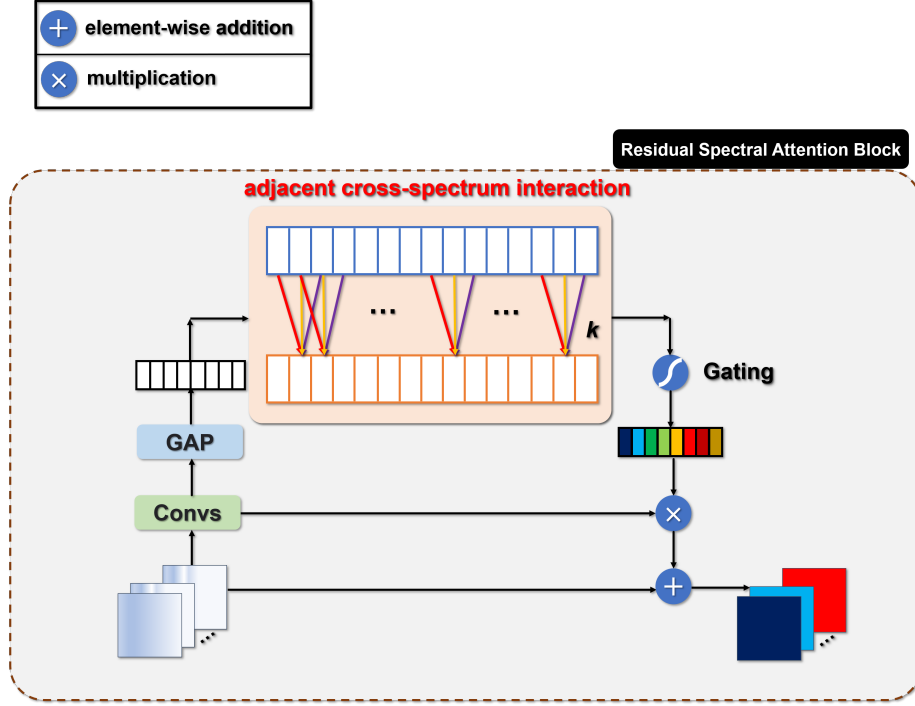 element-wise addition
multiplication
Residual Spectral Attention Block
adjacent cross-spectrum interaction
...
...
k
Gating
GAP
Convs
...
...